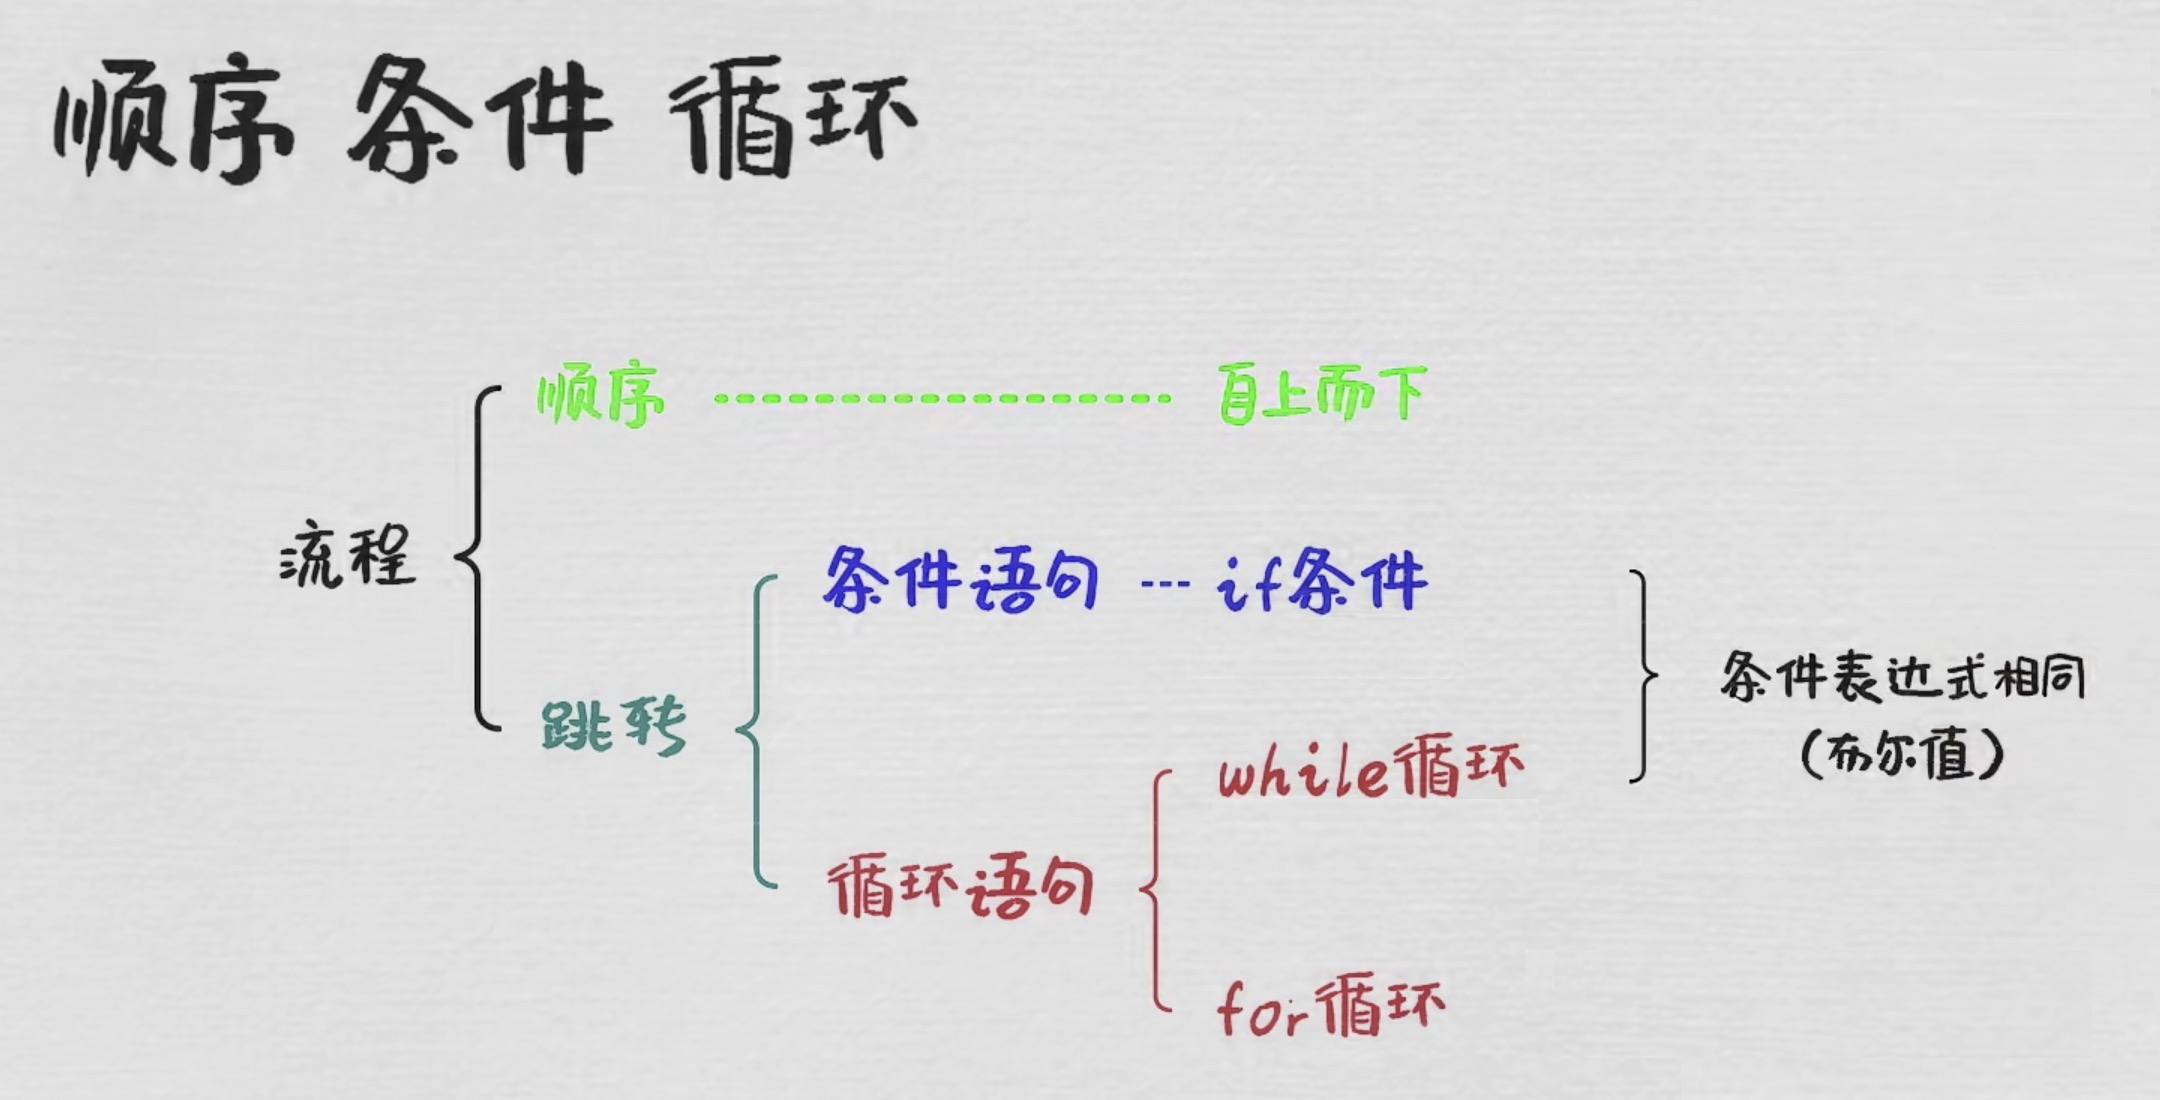 顺序 条件 循环
顺序 自上而下
条件语句 if条件
流程
条件表达式相同
跳转
(布尔值)
while循环
循环语句
for循环